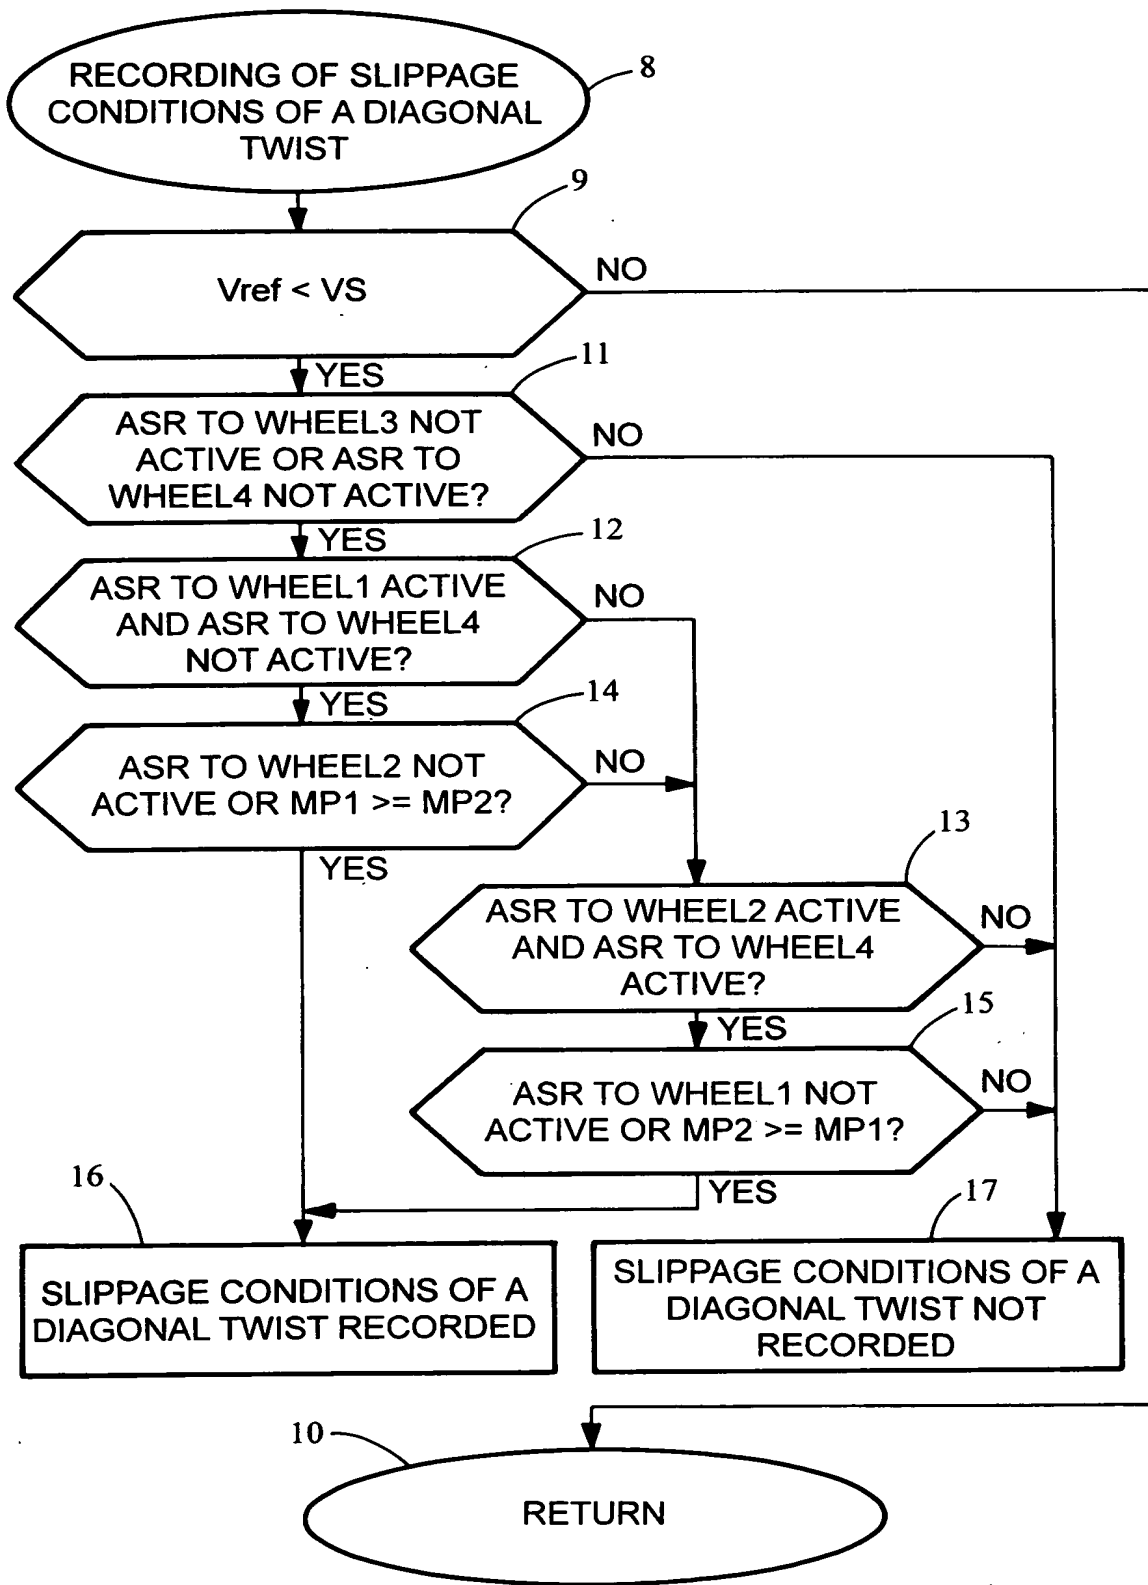 RECORDING OF SLIPPAGE
CONDITIONS OF A DIAGONAL
TWIST
8
9
Vref < VS
NO
YES
11
ASR TO WHEEL3 NOT
ACTIVE OR ASR TO
WHEEL4 NOT ACTIVE?
NO
YES
12
ASR TO WHEEL1 ACTIVE
AND ASR TO WHEEL4
NOT ACTIVE?
NO
YES
14
ASR TO WHEEL2 NOT
ACTIVE OR MP1 >= MP2?
NO
YES
13
ASR TO WHEEL2 ACTIVE
AND ASR TO WHEEL4
ACTIVE?
NO
YES
15
ASR TO WHEEL1 NOT
ACTIVE OR MP2 >= MP1?
NO
YES
16
SLIPPAGE CONDITIONS OF A
DIAGONAL TWIST RECORDED
17
SLIPPAGE CONDITIONS OF A
DIAGONAL TWIST NOT
RECORDED
10
RETURN